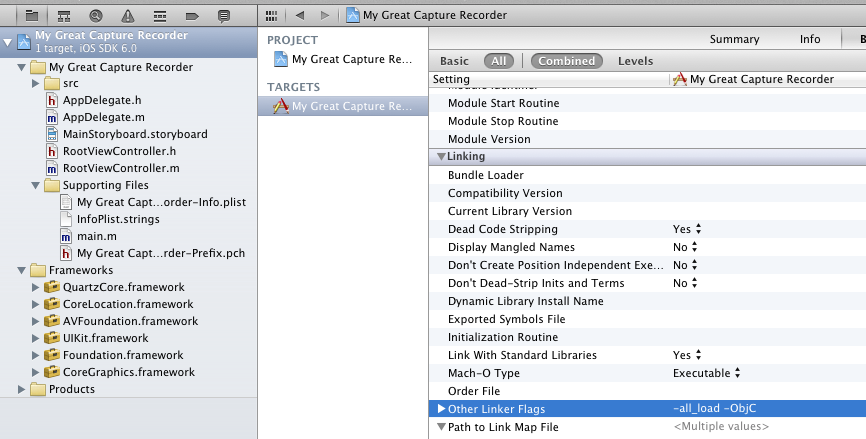 My Great Capture Recorder
1 target, iOS SDK 6.0
My Great Capture Recorder
src
AppDelegate.h
AppDelegate.m
MainStoryboard.storyboard
RootViewController.h
RootViewController.m
Supporting Files
My Great Capt...order-Info.plist
InfoPlist.strings
main.m
My Great Capt...rder-Prefix.pch
Frameworks
QuartzCore.framework
CoreLocation.framework
AVFoundation.framework
UIKit.framework
Foundation.framework
CoreGraphics.framework
Products
My Great Capture Recorder
PROJECT
My Great Capture Re...
TARGETS
My Great Capture Re...
Summary Info B
Basic All Combined Levels
Setting My Great Capture Recorder
Module Identifier
Module Start Routine
Module Stop Routine
Module Version
Linking
Bundle Loader
Compatibility Version
Current Library Version
Dead Code Stripping Yes
Display Mangled Names No
Don't Create Position Independent Exe... No
Don't Dead-Strip Inits and Terms No
Dynamic Library Install Name
Exported Symbols File
Initialization Routine
Link With Standard Libraries Yes
Mach-O Type Executable
Order File
Other Linker Flags -all_load -ObjC
Path to Link Map File <Multiple values>